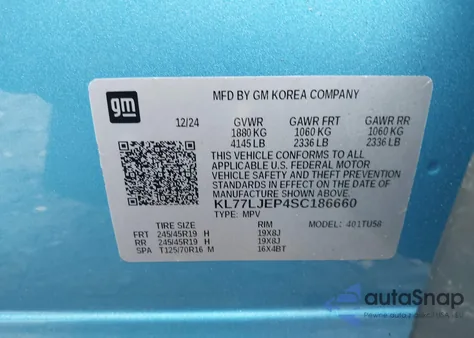 gm
MFD BY GM KOREA COMPANY
12/24 GVWR GAWR FRT GAWR RR
1880 KG 1060 KG 1060 KG
4145 LB 2336 LB 2336 LB
THIS VEHICLE CONFORMS TO ALL
APPLICABLE U.S. FEDERAL MOTOR
VEHICLE SAFETY AND THEFT
PREVENTION STANDARDS IN EFFECT ON
THE DATE OF MANUFACTURE SHOWN ABOVE.
KL77LJEP4SC186660
TYPE: MPV MODEL: 401TU58
TIRE SIZE RIM
FRT 245/45R19 H 19X8J
RR 245/45R19 H 19X8J
SPA T125/70R16 M 16X4BT
autoSnap